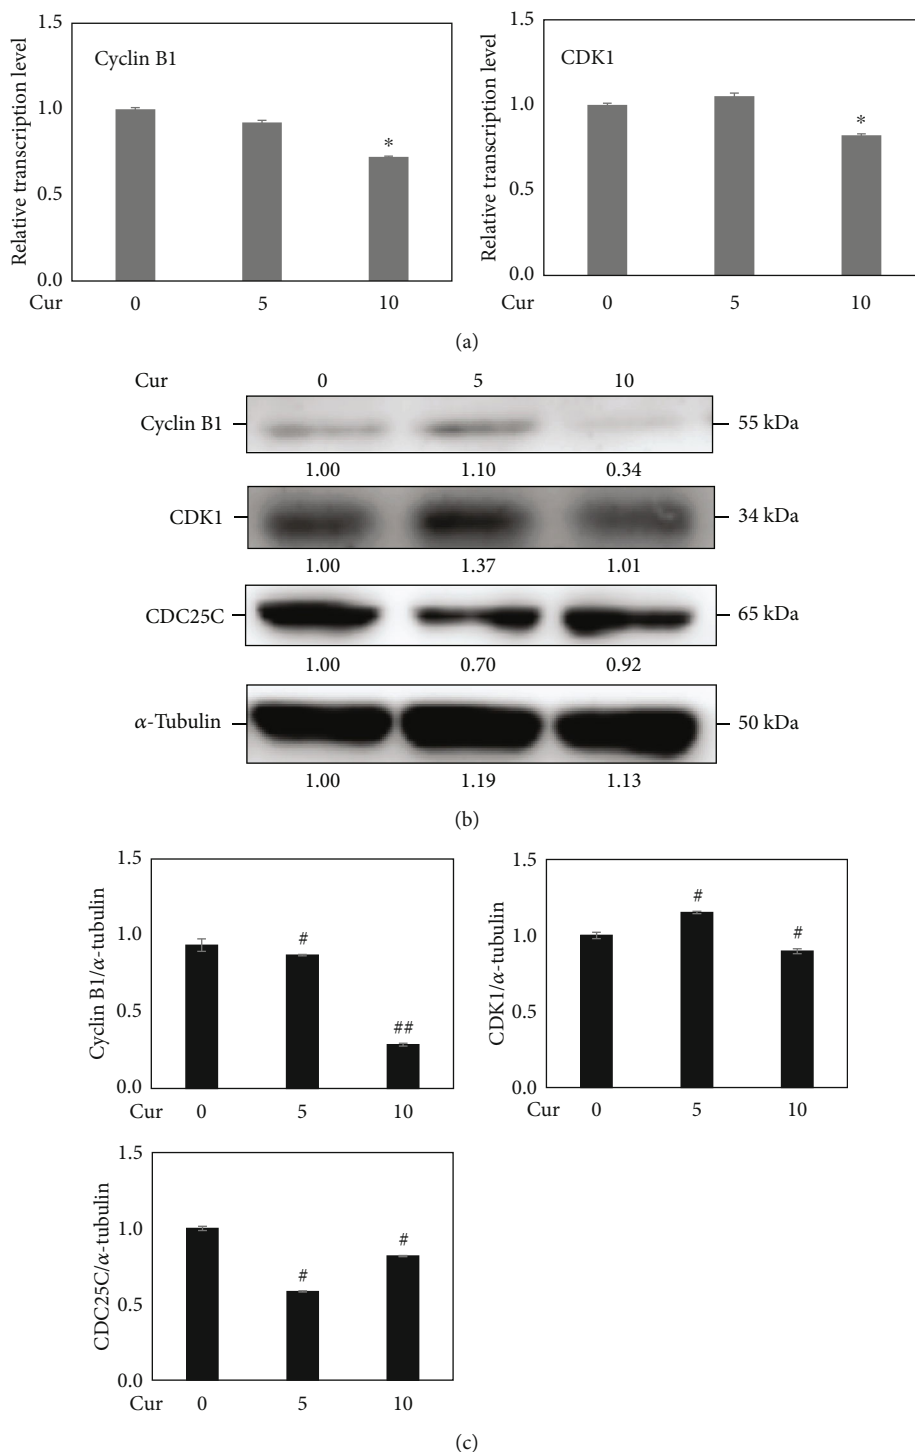 Relative transcription level
1.5
1.0
0.5
0.0
Cyclin B1
*
Cur 0 5 10
Relative transcription level
1.5
1.0
0.5
0.0
CDK1
*
Cur 0 5 10
(a)
Cur 0 5 10
Cyclin B1 55 kDa
1.00 1.10 0.34
CDK1 34 kDa
1.00 1.37 1.01
CDC25C 65 kDa
1.00 0.70 0.92
α-Tubulin 50 kDa
1.00 1.19 1.13
(b)
Cyclin B1/α-tubulin
1.5
1.0
0.5
0.0
# ##
Cur 0 5 10
CDK1/α-tubulin
1.5
1.0
0.5
0.0
# #
Cur 0 5 10
CDC25C/α-tubulin
1.5
1.0
0.5
0.0
# #
Cur 0 5 10
(c)